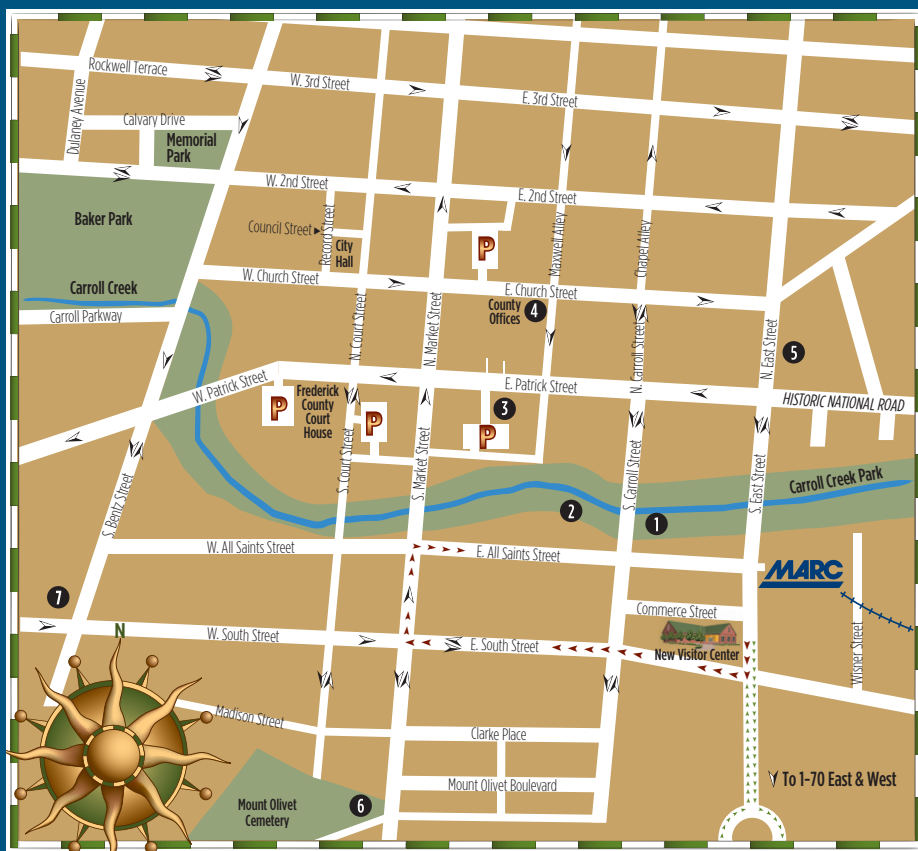 Rockwell Terrace
W. 3rd Street
E. 3rd Street
Dulaney Avenue
Calvary Drive
Memorial
Park
W. 2nd Street
E. 2nd Street
Baker Park
Council Street
Record Street
City
Hall
Maxwell Alley
Chapel Alley
P
W. Church Street
E. Church Street
Carroll Creek
Carroll Parkway
County
Offices
4
N. Court Street
N. Market Street
N. Carroll Street
N. East Street
5
W. Patrick Street
E. Patrick Street
HISTORIC NATIONAL ROAD
P
Frederick
County
Court
House
P
3
P
S. Bentz Street
S. Court Street
S. Market Street
S. Carroll Street
S. East Street
Carroll Creek Park
2
1
W. All Saints Street
E. All Saints Street
MARC
7
Commerce Street
N
W. South Street
E. South Street
New Visitor Center
Wisner Street
Madison Street
Clarke Place
Mount Olivet Boulevard
To 1-70 East & West
Mount Olivet
Cemetery
6